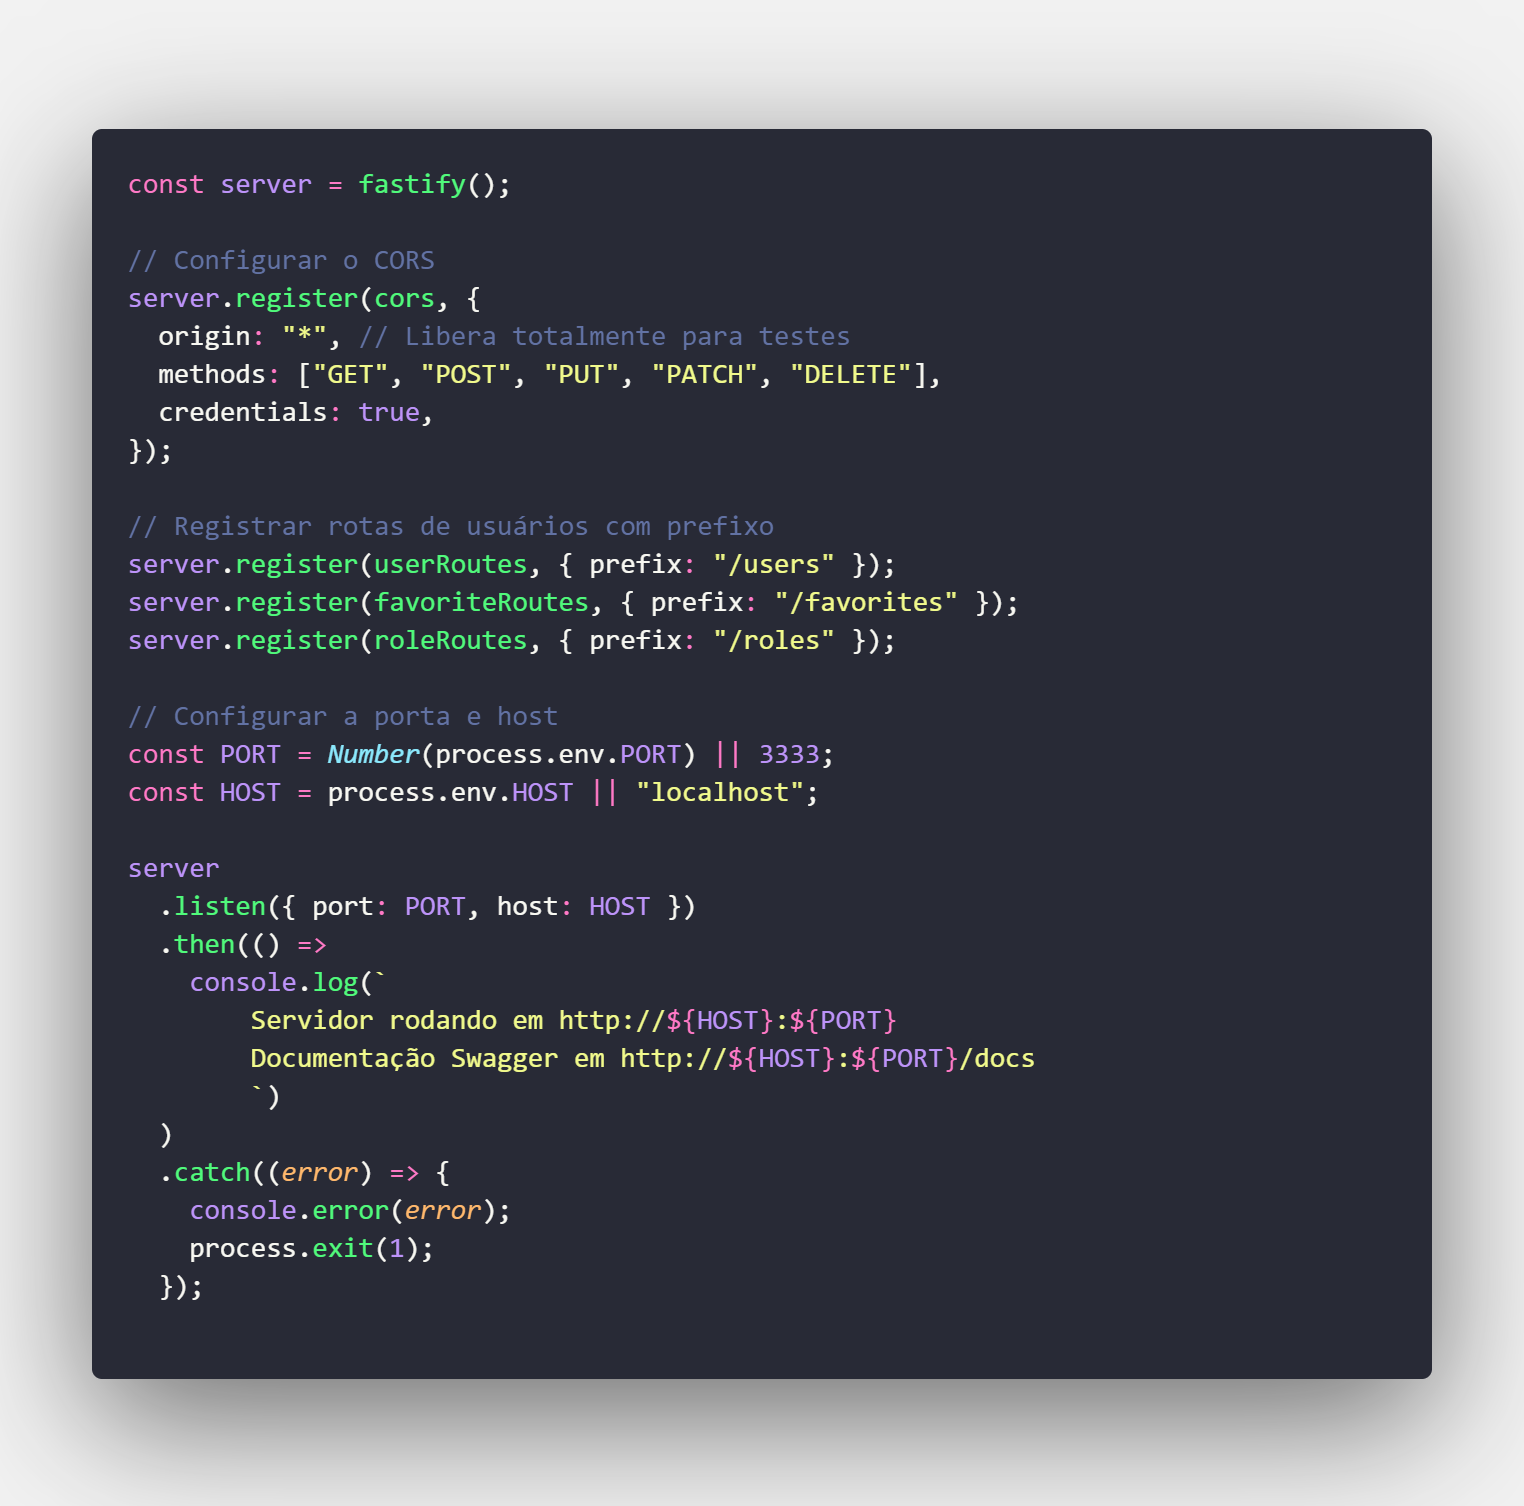 const server = fastify();
// Configurar o CORS
server.register(cors, {
  origin: "*", // Libera totalmente para testes
  methods: ["GET", "POST", "PUT", "PATCH", "DELETE"],
  credentials: true,
});
// Registrar rotas de usuários com prefixo
server.register(userRoutes, { prefix: "/users" });
server.register(favoriteRoutes, { prefix: "/favorites" });
server.register(roleRoutes, { prefix: "/roles" });
// Configurar a porta e host
const PORT = Number(process.env.PORT) || 3333;
const HOST = process.env.HOST || "localhost";
server
  .listen({ port: PORT, host: HOST })
  .then(() =>
    console.log(`
        Servidor rodando em http://${HOST}:${PORT}
        Documentação Swagger em http://${HOST}:${PORT}/docs
        `)
  )
  .catch((error) => {
    console.error(error);
    process.exit(1);
  });